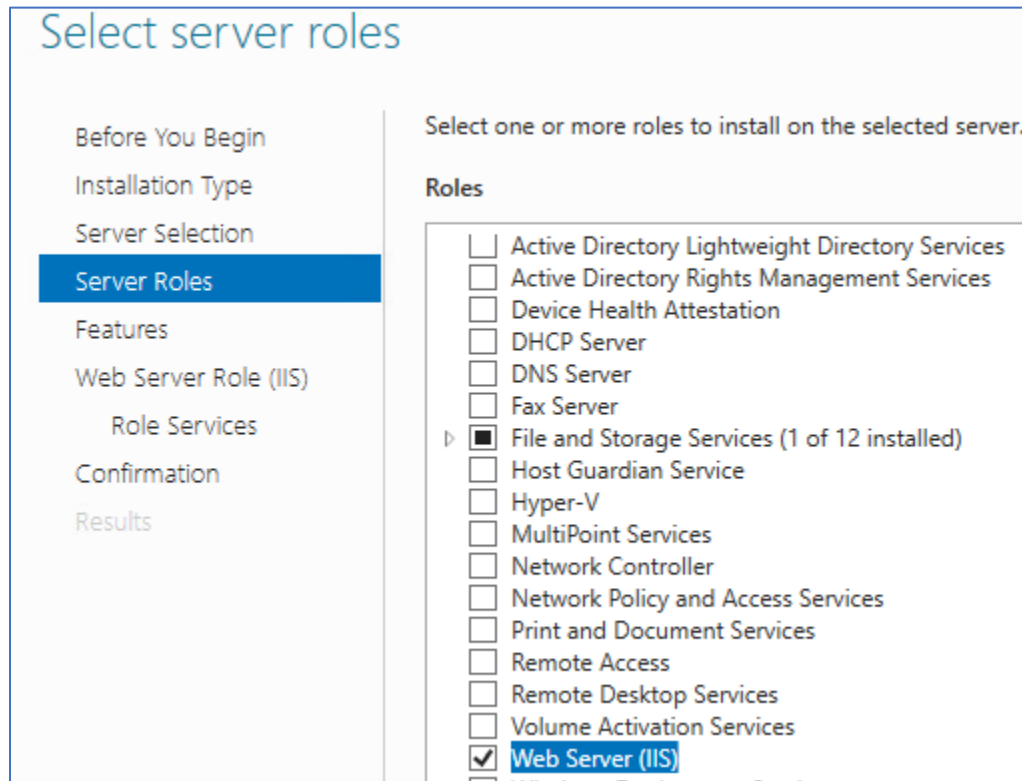 Select server roles
Before You Begin
Installation Type
Server Selection
Server Roles
Features
Web Server Role (IIS)
Role Services
Confirmation
Results
Select one or more roles to install on the selected server.
Roles
Active Directory Lightweight Directory Services
Active Directory Rights Management Services
Device Health Attestation
DHCP Server
DNS Server
Fax Server
File and Storage Services (1 of 12 installed)
Host Guardian Service
Hyper-V
MultiPoint Services
Network Controller
Network Policy and Access Services
Print and Document Services
Remote Access
Remote Desktop Services
Volume Activation Services
Web Server (IIS)